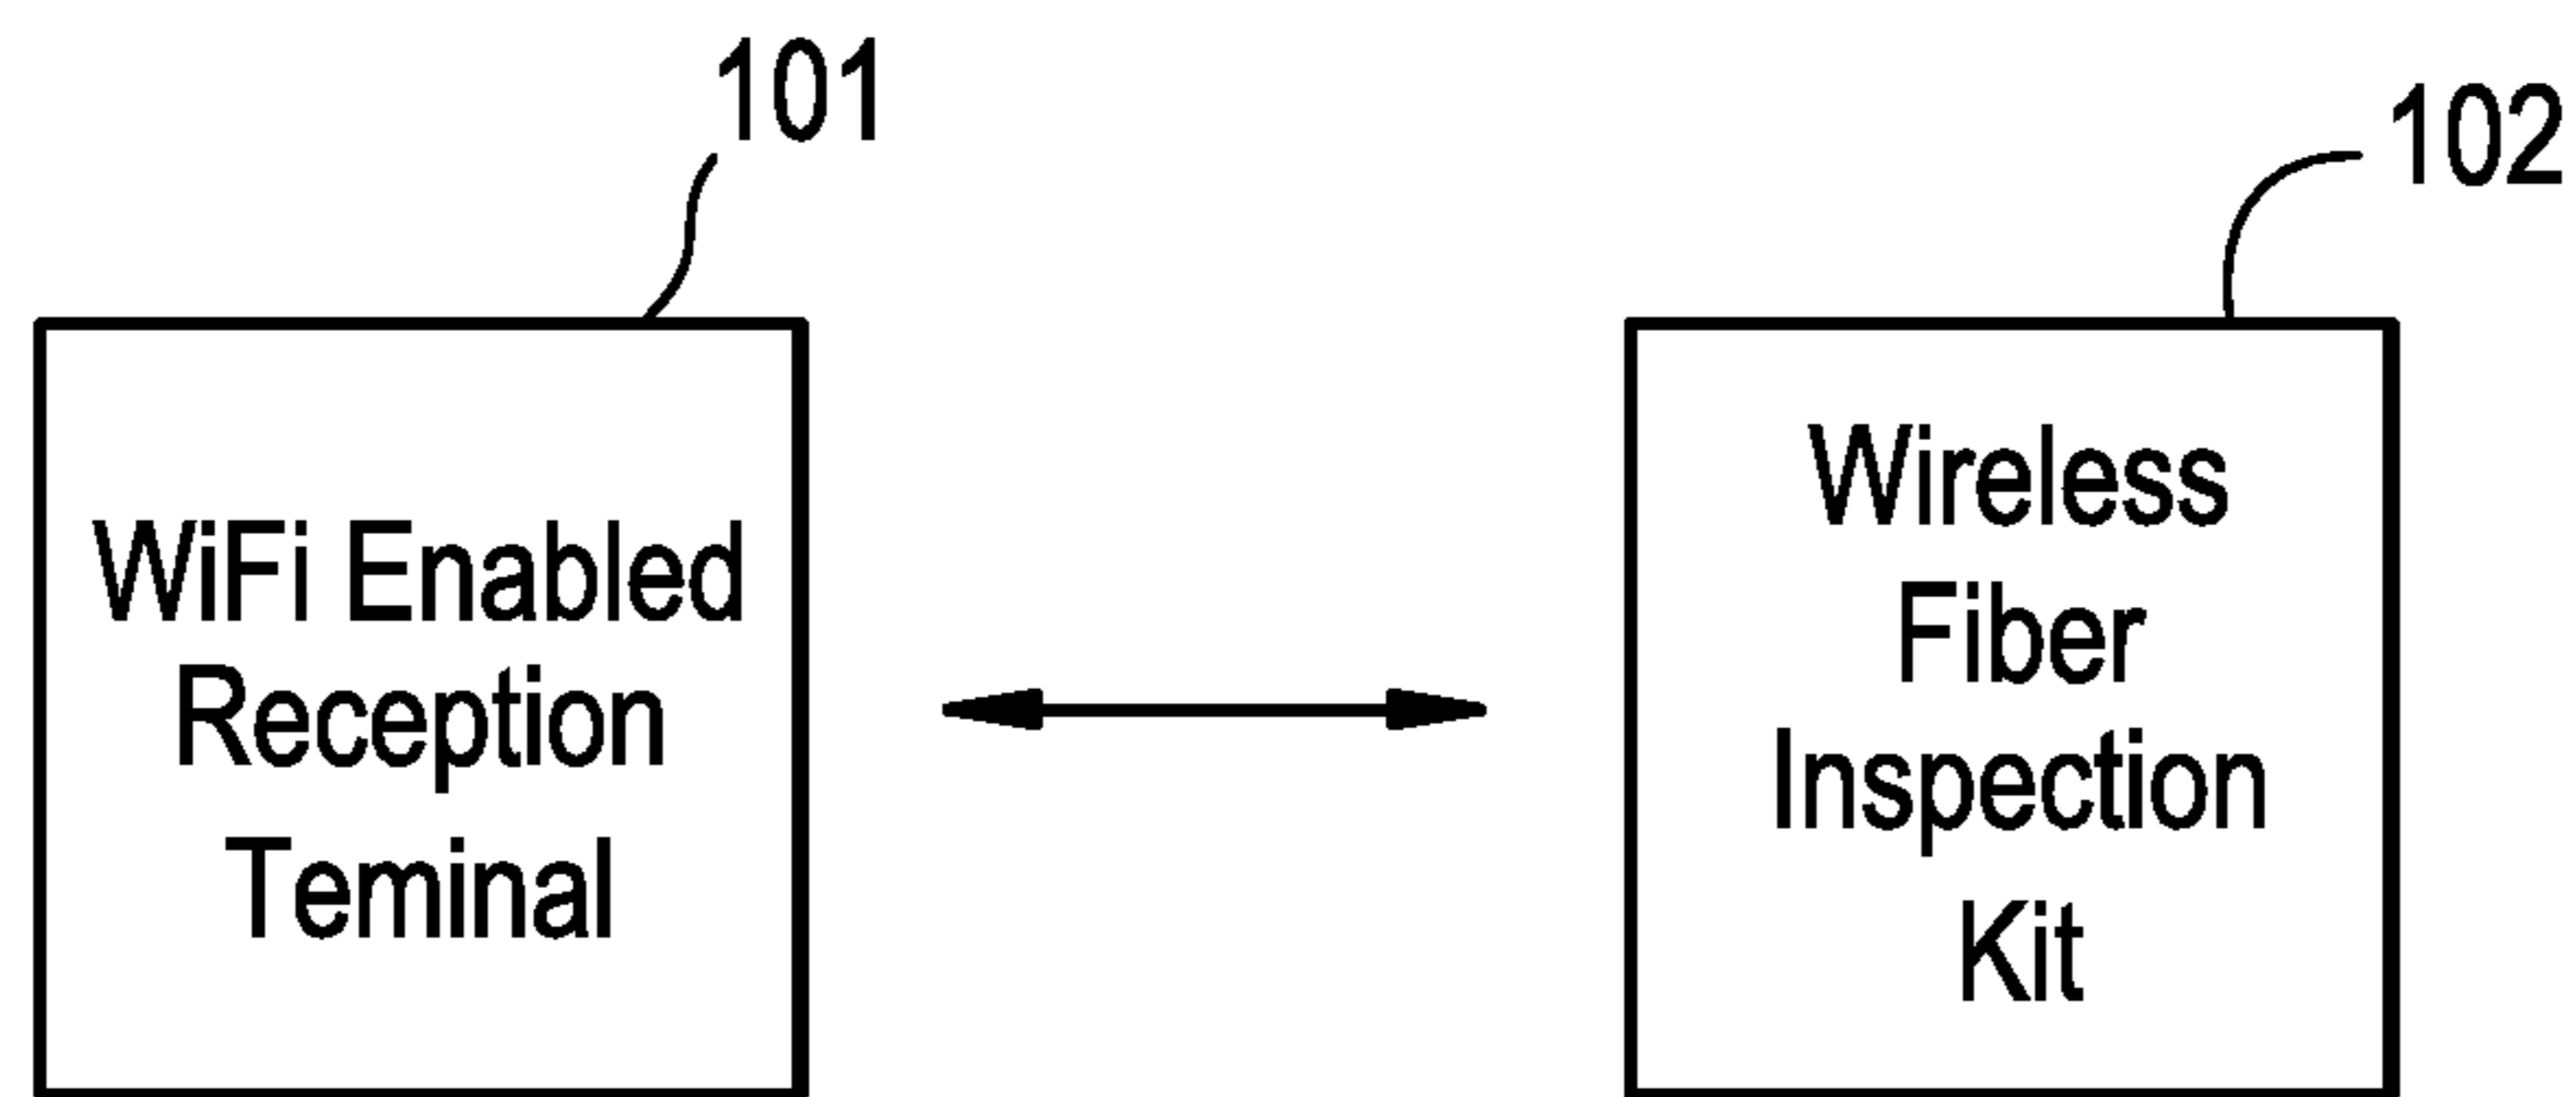 101
102
WiFi Enabled
Reception
Teminal
Wireless
Fiber
Inspection
Kit